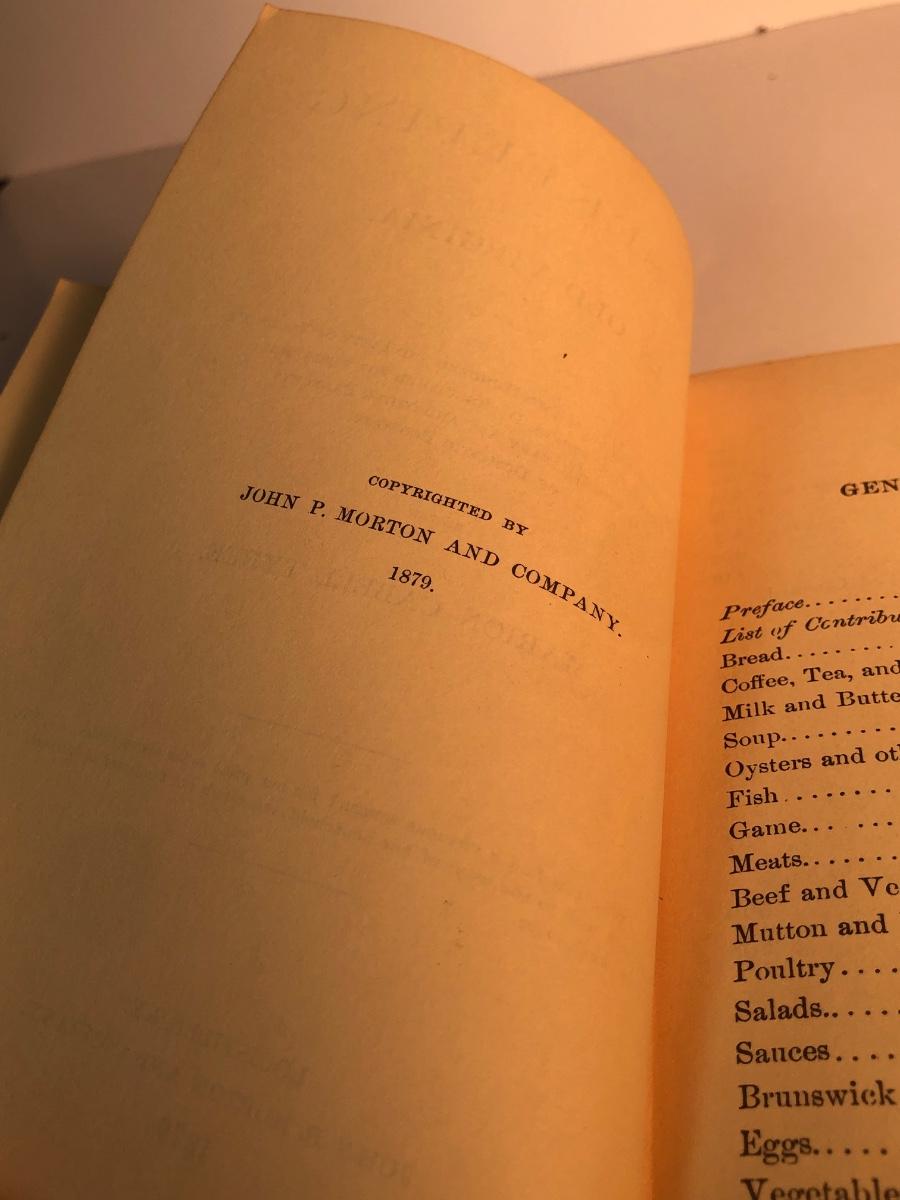 COPYRIGHTED BY
JOHN P. MORTON AND COMPANY.
1879.
GEN
Preface........
List of Contribu
Bread.........
Coffee, Tea, and
Milk and Butte
Soup.........
Oysters and ot
Fish........
Game... ...
Meats.......
Beef and Ve
Mutton and
Poultry....
Salads......
Sauces....
Brunswick
Eggs.....
Vegetable